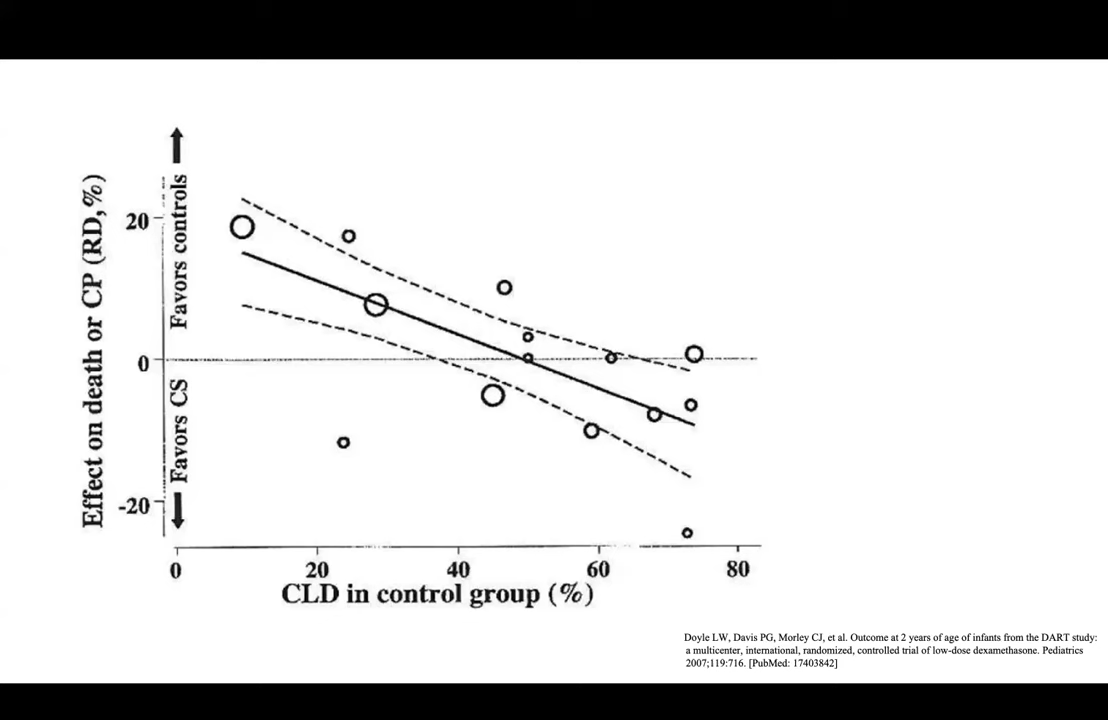 Effect on death or CP (RD,%)
Favors controls
Favors CS
20
0
-20
0 20 40 60 80
CLD in control group (%)
Doyle LW, Davis PG, Morley CJ, et al. Outcome at 2 years of age of infants from the DART study:
a multicenter, international, randomized, controlled trial of low-dose dexamethasone. Pediatrics
2007;119:716. [PubMed: 17403842]